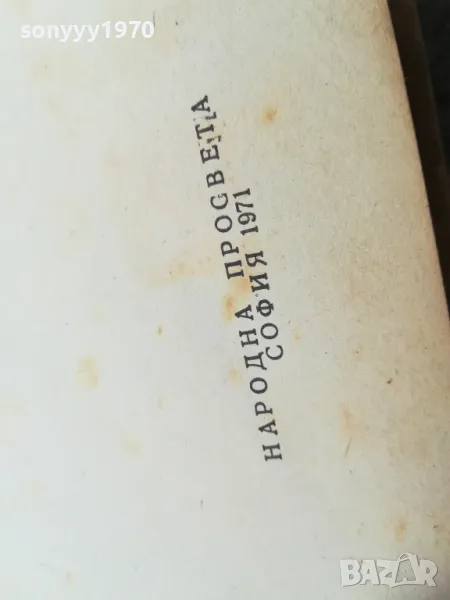 sonyyy1970
НАРОДНА ПРОСВЕТА
СОФИЯ 1971
bazar.bg